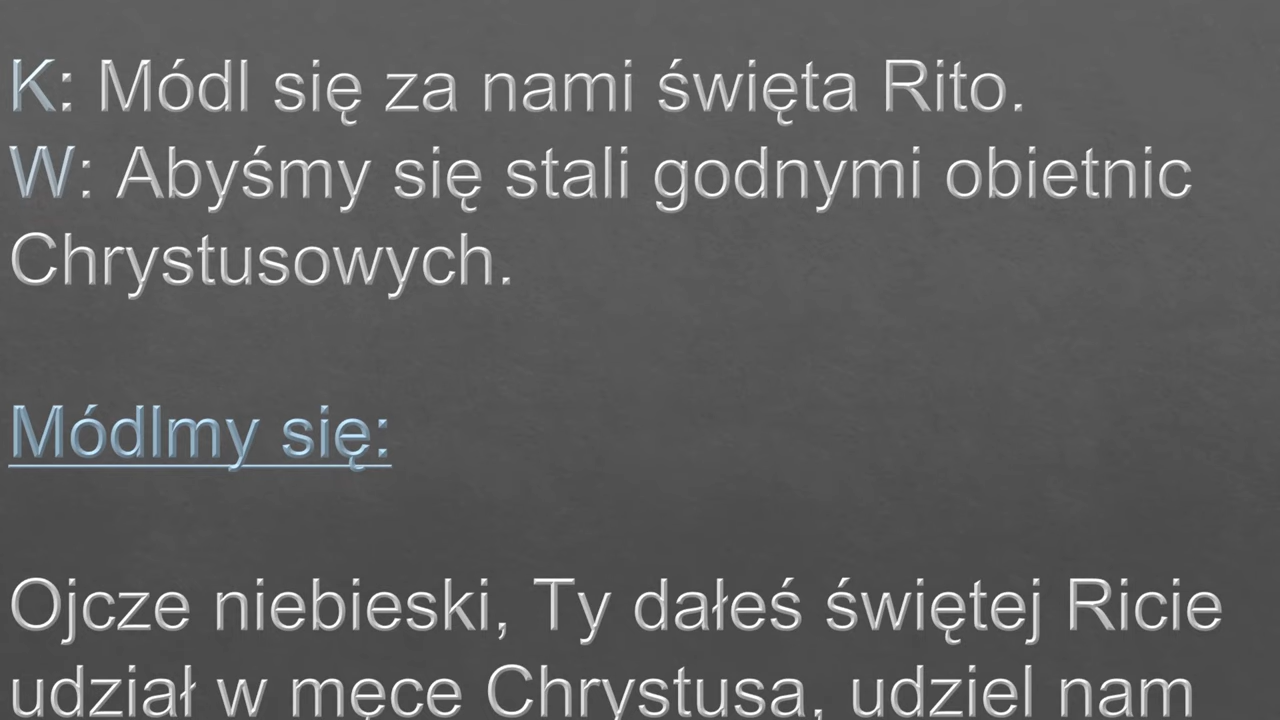 K: Módl się za nami święta Rito.
W: Abyśmy się stali godnymi obietnic
Chrystusowych.
Módlmy się:
Ojcze niebieski, Ty dałeś świętej Ricie
udział w męce Chrystusa, udziel nam